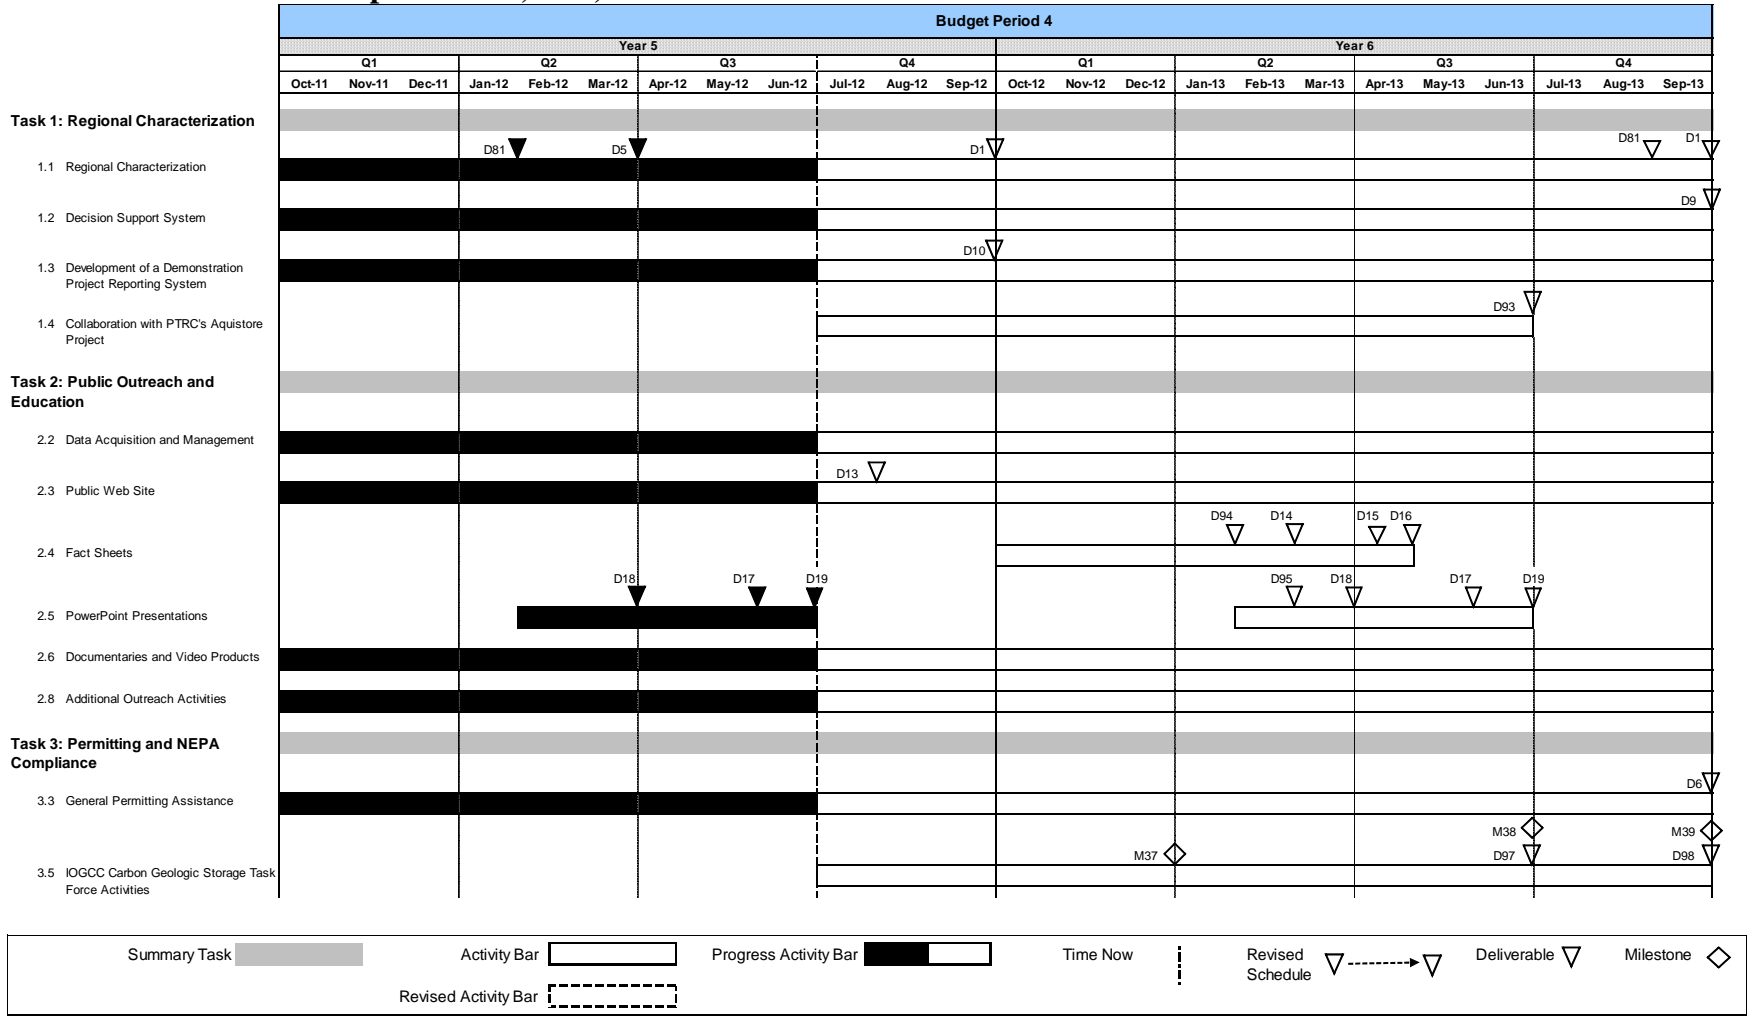 Budget Period 4
Year 5 Year 6
Q1 Q2 Q3 Q4 Q1 Q2 Q3 Q4
Oct-11 Nov-11 Dec-11 Jan-12 Feb-12 Mar-12 Apr-12 May-12 Jun-12 Jul-12 Aug-12 Sep-12 Oct-12 Nov-12 Dec-12 Jan-13 Feb-13 Mar-13 Apr-13 May-13 Jun-13 Jul-13 Aug-13 Sep-13
Task 1: Regional Characterization
D81 D5 D1 D81 D1
1.1 Regional Characterization
D9
1.2 Decision Support System
D10
1.3 Development of a Demonstration
Project Reporting System
D93
1.4 Collaboration with PTRC's Aquistore
Project
Task 2: Public Outreach and
Education
2.2 Data Acquisition and Management
D13
2.3 Public Web Site
D94 D14 D15 D16
2.4 Fact Sheets
D18 D17 D19 D95 D18 D17 D19
2.5 PowerPoint Presentations
2.6 Documentaries and Video Products
2.8 Additional Outreach Activities
Task 3: Permitting and NEPA
Compliance
D6
3.3 General Permitting Assistance
M38 M39
M37 D97 D98
3.5 IOGCC Carbon Geologic Storage Task
Force Activities
Summary Task Activity Bar Progress Activity Bar Time Now Revised Deliverable Milestone
Schedule
Revised Activity Bar